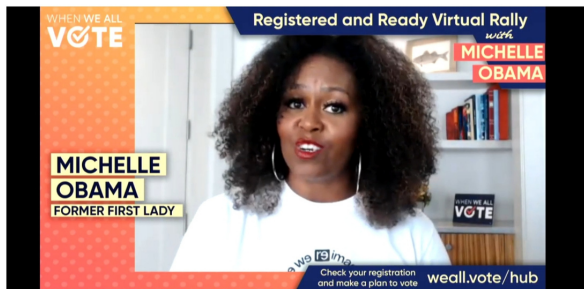 WHEN WE ALL
VOTE
Registered and Ready Virtual Rally
with
MICHELLE
OBAMA
MICHELLE
OBAMA
FORMER FIRST LADY
WHEN WE ALL
VOTE
we
Check your registration
and make a plan to vote
weall.vote/hub